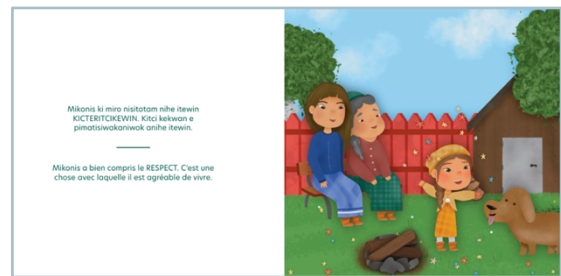 Mikonis ki miro nisitotam nihe itewin
KICTERITCIKEWIN. Kitci kekwan e
pimatisiwakaniwok anihe itewin.
Mikonis a bien compris le RESPECT. C'est une
chose avec laquelle il est agréable de vivre.